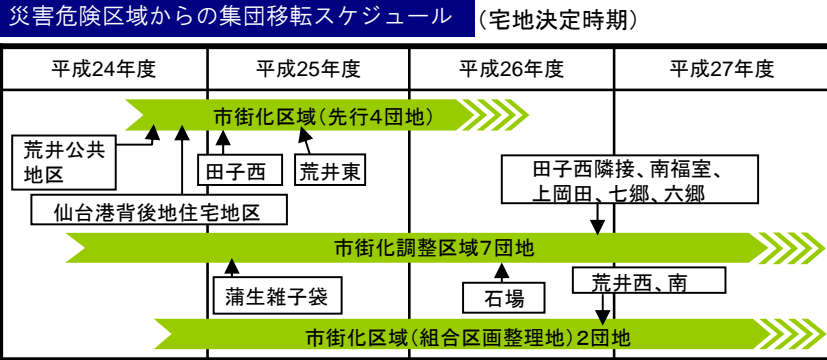 災害危険区域からの集団移転スケジュール (宅地決定時期)
平成24年度 平成25年度 平成26年度 平成27年度
市街化区域(先行4団地)
荒井公共
地区
田子西
荒井東
仙台港背後地住宅地区
田子西隣接、南福室、
上岡田、七郷、六郷
市街化調整区域7団地
蒲生雑子袋
石場
荒井西、南
市街化区域(組合区画整理地)2団地